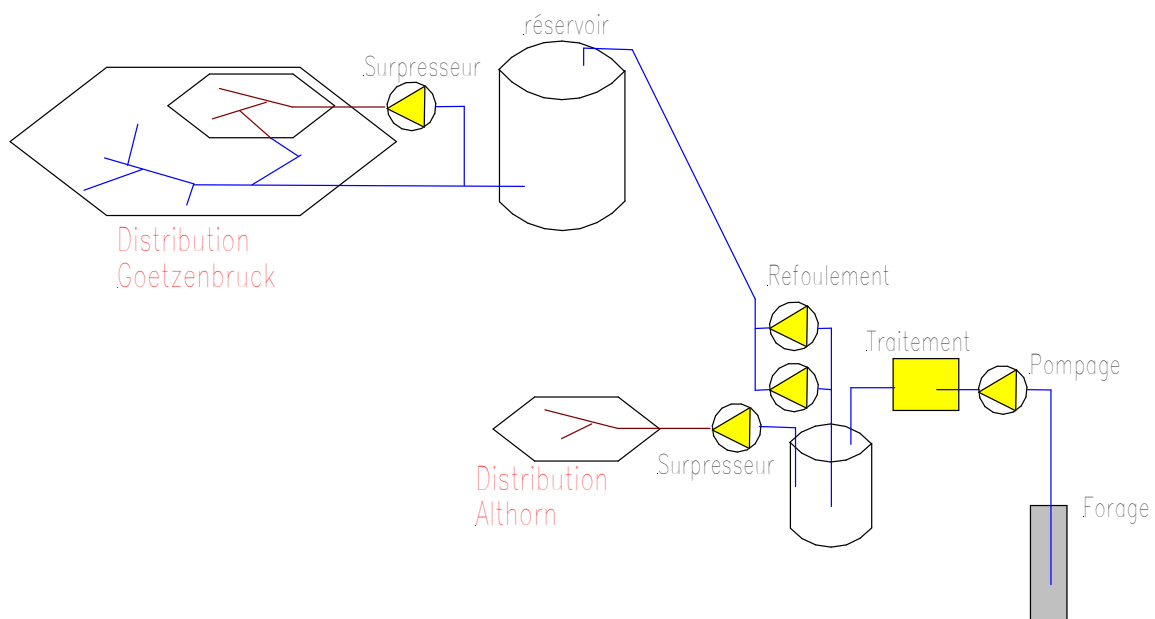 réservoir
Surpresseur
Distribution
Goetzenbruck
Refoulement
Traitement
Pompage
Surpresseur
Distribution
Althorn
Forage